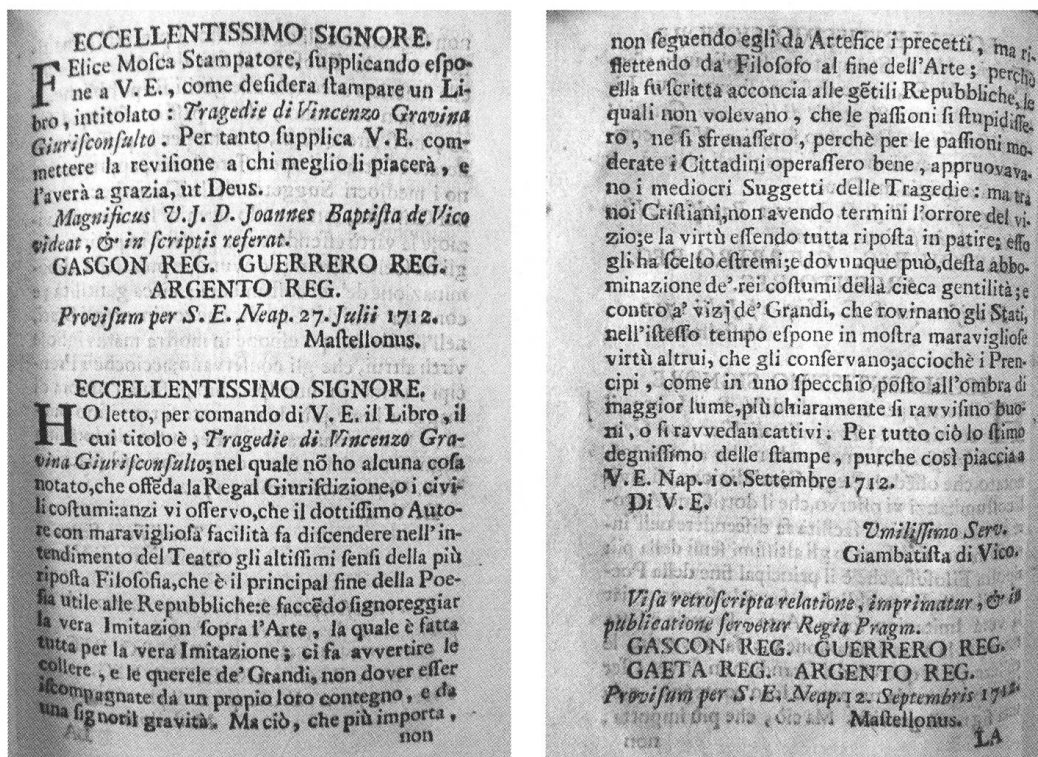 ECCELLENTISSIMO SIGNORE.
FElice Moſca Stampatore, ſupplicando eſpo-
ne a V. E., come deſidera ſtampare un Li-
bro, intitolato: Tragedie di Vincenzo Gravina
Giuriſconſulto. Per tanto ſupplica V. E. com-
mettere la reviſione a chi meglio li piacerà, e
l'averà a grazia, ut Deus.
Magnificus V. J. D. Joannes Baptiſta de Vico
videat, & in ſcriptis referat.
GASGON REG. GUERRERO REG.
ARGENTO REG.
Proviſum per S. E. Neap. 27. Julii 1712.
Maſtellonus.
ECCELLENTISSIMO SIGNORE.
HO letto, per comando di V. E. il Libro, il
cui titolo è, Tragedie di Vincenzo Gra-
vina Giuriſconſulto; nel quale nō ho alcuna coſa
notato, che offēda la Regal Giuriſdizione, o i civi-
li coſtumi: anzi vi oſſervo, che il dottiſſimo Auto-
re con maraviglioſa facilità fa diſcendere nell'in-
tendimento del Teatro gli altiſſimi ſenſi della più
ripoſta Filoſofia, che è il principal fine della Poe-
ſia utile alle Repubbliche: e faccēdo ſignoreggiar
la vera Imitazion ſopra l'Arte, la quale è fatta
tutta per la vera Imitazione; ci fa avvertire le
collere, e le querele de' Grandi, non dover eſſer
iſcompagnate da un propio loro contegno, e da
una ſignoril gravità. Ma ciò, che più importa,
non
non ſeguendo egli da Artefice i precetti, ma ri-
flettendo da Filoſofo al fine dell'Arte; perchè
ella fu ſcritta acconcia alle gētili Repubbliche, le
quali non volevano, che le paſſioni ſi ſtupidiſſe-
ro, ne ſi sfrenaſſero, perchè per le paſſioni mo-
derate i Cittadini operaſſero bene, appruovava-
no i mediocri Suggetti delle Tragedie: ma tra
noi Criſtiani, non avendo termini l'orrore del vi-
zio; e la virtù eſſendo tutta ripoſta in patire; eſſo
gli ha ſcelto eſtremi; e dovunque può, deſta abbo-
minazione de' rei coſtumi della cieca gentilità; e
contro a' vizj de' Grandi, che rovinano gli Stati,
nell'iſteſſo tempo eſpone in moſtra maraviglioſe
virtù altrui, che gli conſervano; acciochè i Pren-
cipi, come in uno ſpecchio poſto all'ombra di
maggior lume, più chiaramente ſi ravviſino buo-
ni, o ſi ravvedan cattivi: Per tutto ciò lo ſtimo
degniſſimo delle ſtampe, purche così piaccia a
V. E. Nap. 10. Settembre 1712.
Di V. E.
Vmiliſſimo Serv.
Giambatiſta di Vico.
Viſa retroſcripta relatione, imprimatur, & in
publicatione ſervetur Regia Pragm.
GASCON REG. GUERRERO REG.
GAETA REG. ARGENTO REG.
Proviſum per S. E. Neap. 12. Septembris 1712.
Maſtellonus.
LA